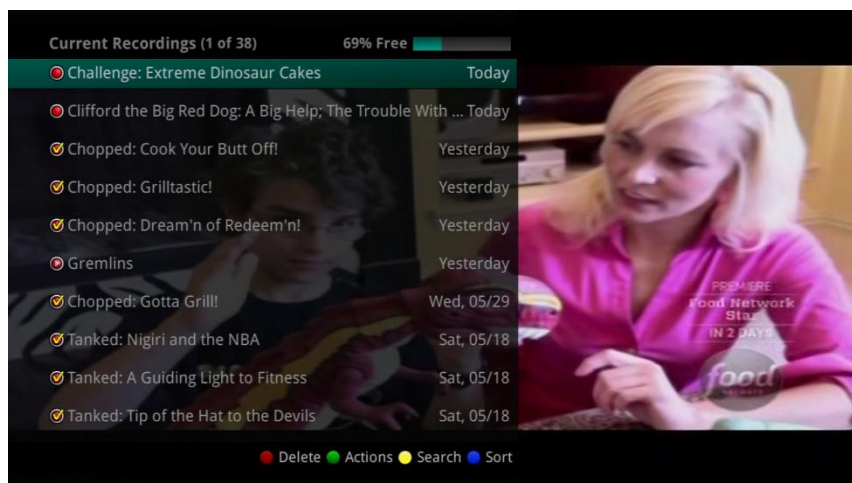 Current Recordings (1 of 38) 69% Free
Challenge: Extreme Dinosaur Cakes Today
Clifford the Big Red Dog: A Big Help; The Trouble With ... Today
Chopped: Cook Your Butt Off! Yesterday
Chopped: Grilltastic! Yesterday
Chopped: Dream'n of Redeem'n! Yesterday
Gremlins Yesterday
Chopped: Gotta Grill! Wed, 05/29
Tanked: Nigiri and the NBA Sat, 05/18
Tanked: A Guiding Light to Fitness Sat, 05/18
Tanked: Tip of the Hat to the Devils Sat, 05/18
Delete Actions Search Sort
PREMIERE
Food Network
Star
IN 2 DAYS
food
NETWORK